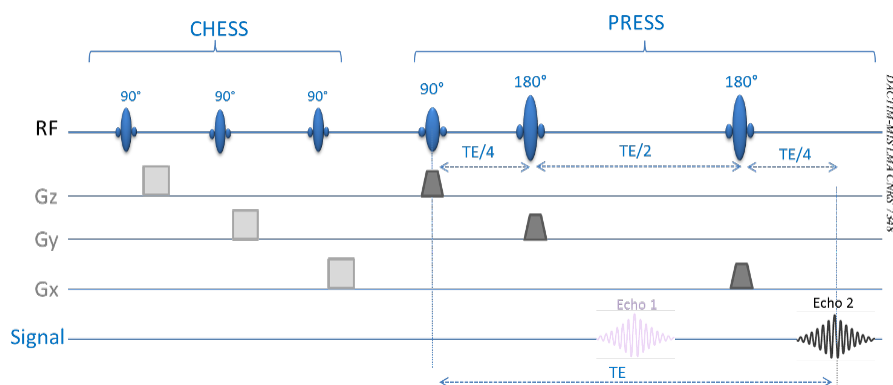 CHESS
PRESS
90°
90°
90°
90°
180°
180°
RF
TE/4
TE/2
TE/4
Gz
Gy
Gx
Echo 1
Echo 2
Signal
TE